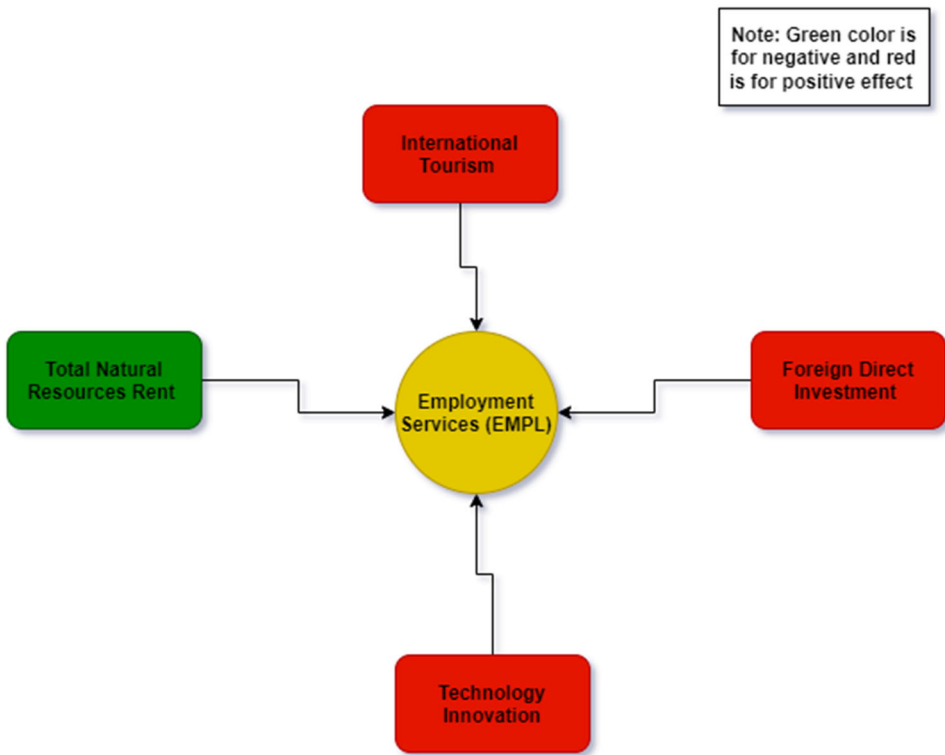 Note: Green color is
for negative and red
is for positive effect
International
Tourism
Total Natural
Resources Rent
Employment
Services (EMPL)
Foreign Direct
Investment
Technology
Innovation